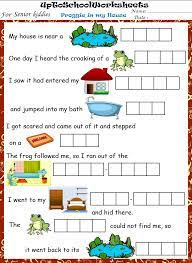 UpToSchoolWorksheets
For Senior kiddos Froggie in my House Name
Date:
My house is near a
One day I heard the croaking of a
I saw it had entered my
and jumped into my bath
I got scared and came out of it and stepped
on a
The frog followed me, so I ran out of the
I went to my and hid there.
The could not find me, so
it went back to its